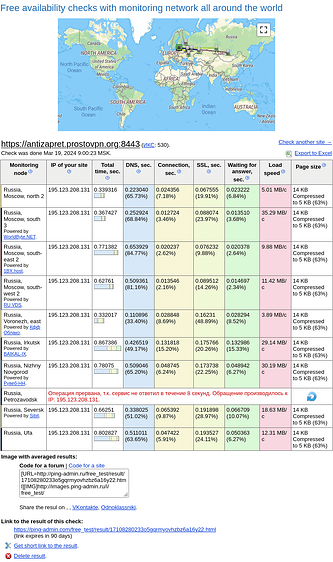 Free availability checks with monitoring network all around the world
NORTH AMERICA
EUROPE
ASIA
AFRICA
SOUTH AMERICA
North Pacific Ocean
Atlantic Ocean
Indian Ocean
South Pacific Ocean
https://antizapret.prostovpn.org:8443 (ИКС: 530).
Check another site →
Check was done Mar 19, 2024 9:00:23 MSK.
Export to Excel
Monitoring node
IP of your site
Total time, sec.
DNS, sec.
Connection, sec.
SSL, sec.
Waiting for answer, sec.
Load speed
Page size
Russia, Moscow, north 2
195.123.208.131
0.339316
0.223040 (65.73%)
0.024356 (7.18%)
0.067555 (19.91%)
0.023222 (6.84%)
5.01 MB/c
14 KB Compressed to 5 KB (63%)
Russia, Moscow, south 3
Powered by WorldByte.NET
195.123.208.131
0.367427
0.252924 (68.84%)
0.012724 (3.46%)
0.088074 (23.97%)
0.013510 (3.68%)
35.29 MB/c
14 KB Compressed to 5 KB (63%)
Russia, Moscow, south-east 2
Powered by 1BX.host
195.123.208.131
0.771382
0.653929 (84.77%)
0.020237 (2.62%)
0.076232 (9.88%)
0.020378 (2.64%)
9.88 MB/c
14 KB Compressed to 5 KB (63%)
Russia, Moscow, south-west 2
Powered by RU.VDS
195.123.208.131
0.62761
0.509361 (81.16%)
0.013546 (2.16%)
0.089512 (14.26%)
0.014697 (2.34%)
11.42 MB/c
14 KB Compressed to 5 KB (63%)
Russia, Voronezh, east
Powered by
195.123.208.131
0.332017
0.110896 (33.40%)
0.028848 (8.69%)
0.16231 (48.89%)
0.028294 (8.52%)
3.89 MB/c
14 KB Compressed to 5 KB (63%)
Russia, Irkutsk
Powered by BAIKAL-IX
195.123.208.131
0.867386
0.426519 (49.17%)
0.131818 (15.20%)
0.175766 (20.26%)
0.132986 (15.33%)
29.14 MB/c
14 KB Compressed to 5 KB (63%)
Russia, Nizhny Novgorod
Powered by
195.123.208.131
0.78075
0.509046 (65.20%)
0.048745 (6.24%)
0.173738 (22.25%)
0.048942 (6.27%)
30.19 MB/c
14 KB Compressed to 5 KB (63%)
Russia, Petrozavodsk
Операция прервана, т.к. сервис не ответил в течение 8 секунд. Обращение производилось к IP: 195.123.208.131.
Russia, Seversk
Powered by
195.123.208.131
0.66251
0.338025 (51.02%)
0.065392 (9.87%)
0.191898 (28.97%)
0.066709 (10.07%)
18.63 MB/c
14 KB Compressed to 5 KB (63%)
Russia, Ufa
195.123.208.131
0.802827
0.511011 (63.65%)
0.047422 (5.91%)
0.193527 (24.11%)
0.050363 (6.27%)
32.91 MB/c
14 KB Compressed to 5 KB (63%)
Image with averaged results:
Code for a forum | Code for a site
[URL=http://ping-admin.ru/free_test/result/
[IMG]http://images.ping-admin.ru/i/
free_test/
Share the result on , , VKontakte, Odnoklassniki.
Link to the result of this check:
(link expires in 90 days)
Get short link to the result.
Delete result.